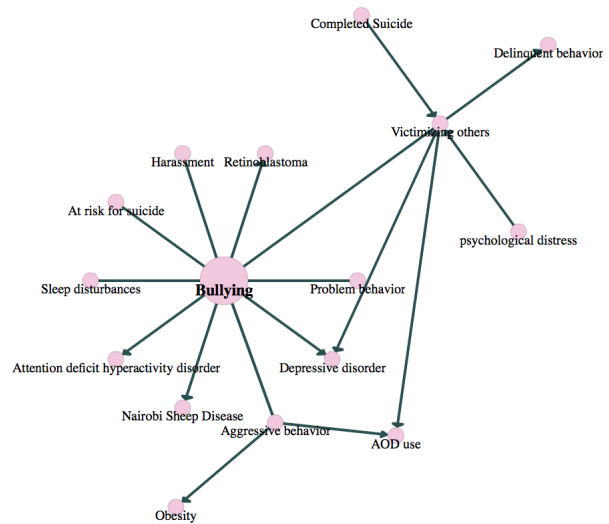 Completed Suicide
Delinquent behavior
Victimizing others
Harassment
Retinoblastoma
At risk for suicide
psychological distress
Sleep disturbances
Bullying
Problem behavior
Attention deficit hyperactivity disorder
Depressive disorder
Nairobi Sheep Disease
Aggressive behavior
AOD use
Obesity